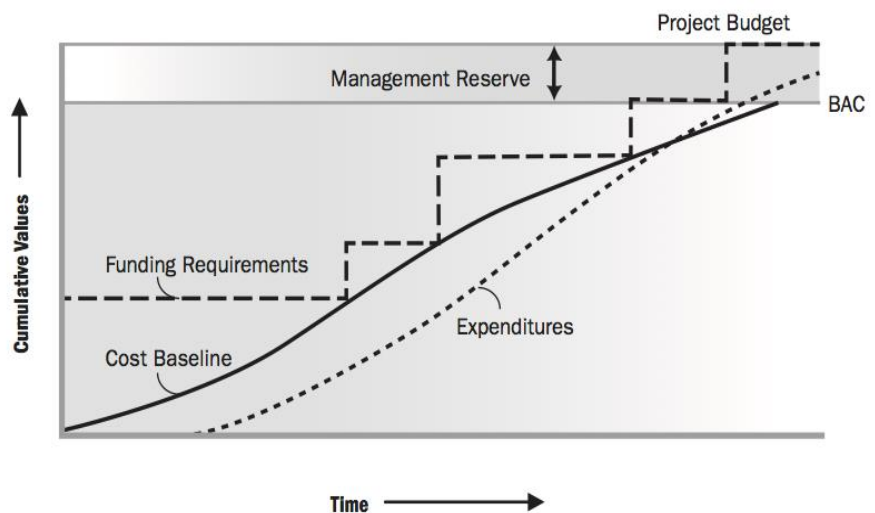 Project Budget
Management Reserve
BAC
Cumulative Values
Funding Requirements
Expenditures
Cost Baseline
Time